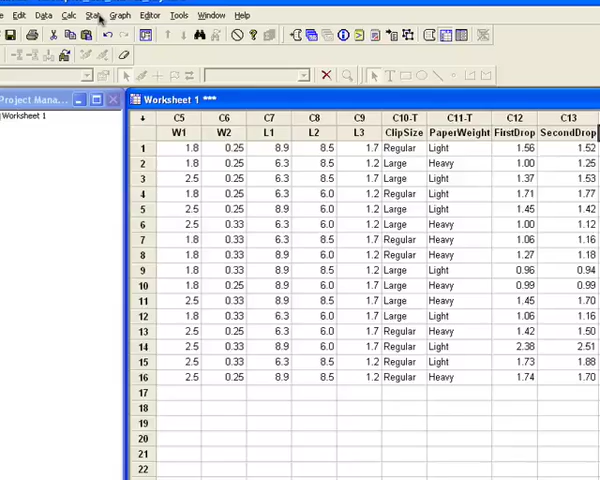 Edit Data Calc Stat Graph Editor Tools Window Help
Project Mana...
Worksheet 1 ***
Worksheet 1
C5 C6 C7 C8 C9 C10-T C11-T C12 C13
W1 W2 L1 L2 L3 ClipSize PaperWeight FirstDrop SecondDrop
1 1.8 0.25 8.9 8.5 1.7 Regular Light 1.56 1.52
2 1.8 0.25 6.3 8.5 1.2 Large Heavy 1.00 1.25
3 2.5 0.25 6.3 8.5 1.7 Large Light 1.37 1.53
4 1.8 0.25 6.3 6.0 1.2 Regular Light 1.71 1.77
5 2.5 0.25 8.9 6.0 1.2 Large Light 1.45 1.42
6 2.5 0.33 6.3 6.0 1.2 Large Heavy 1.00 1.12
7 1.8 0.33 6.3 8.5 1.7 Regular Heavy 1.06 1.16
8 1.8 0.33 8.9 6.0 1.2 Regular Heavy 1.27 1.18
9 1.8 0.33 8.9 8.5 1.2 Large Light 0.96 0.94
10 1.8 0.25 8.9 6.0 1.7 Large Heavy 0.99 0.99
11 2.5 0.33 8.9 8.5 1.7 Large Heavy 1.45 1.70
12 1.8 0.33 6.3 6.0 1.7 Large Light 1.06 1.16
13 2.5 0.25 6.3 6.0 1.7 Regular Heavy 1.42 1.50
14 2.5 0.33 8.9 6.0 1.7 Regular Light 2.38 2.51
15 2.5 0.33 6.3 8.5 1.2 Regular Light 1.73 1.88
16 2.5 0.25 8.9 8.5 1.2 Regular Heavy 1.74 1.70
17
18
19
20
21
22